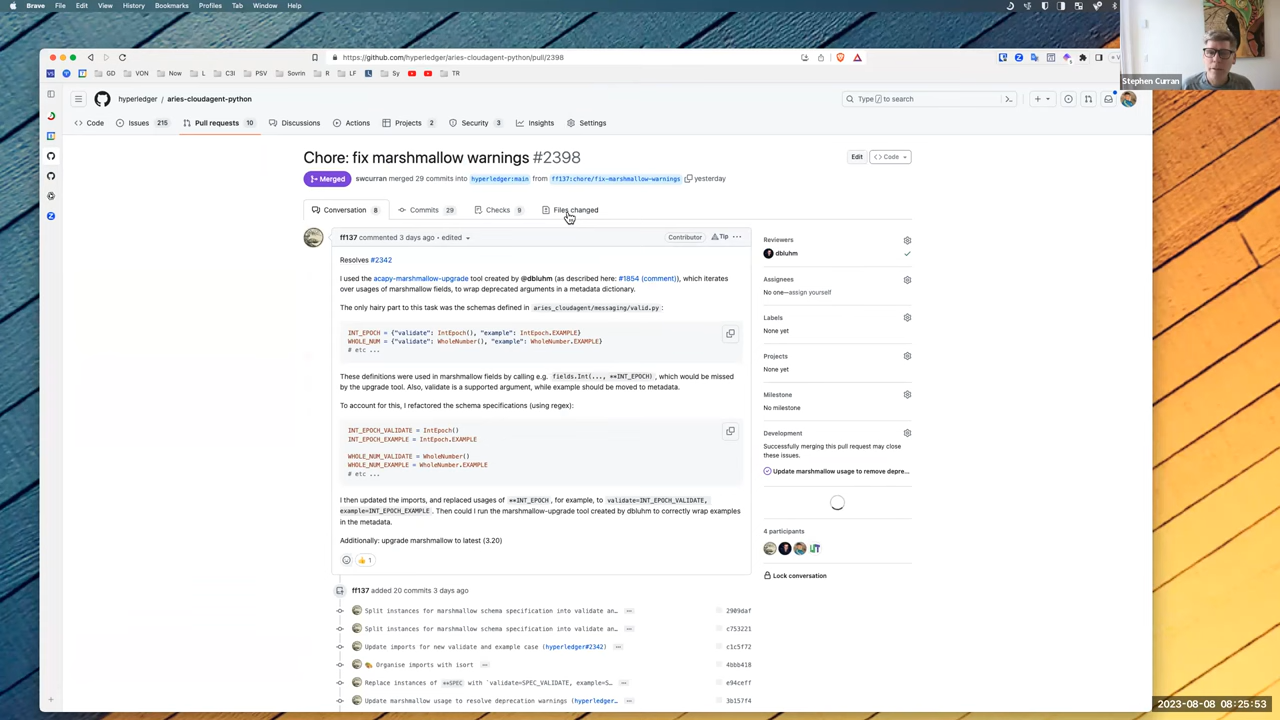 Brave File Edit View History Bookmarks Profiles Tab Window Help
https://github.com/hyperledger/aries-cloudagent-python/pull/2398
GD VON Now L C3I PSV Sovrin R LF Sy TR
Stephen Curran
hyperledger / aries-cloudagent-python
Type / to search
Code Issues 215 Pull requests 10 Discussions Actions Projects 2 Security 3 Insights Settings
Chore: fix marshmallow warnings #2398
Edit Code
Merged swcurran merged 29 commits into hyperledger:main from ff137:chore/fix-marshmallow-warnings yesterday
Conversation 8 Commits 29 Checks 9 Files changed
ff137 commented 3 days ago • edited Contributor Tip
Resolves #2342
I used the acapy-marshmallow-upgrade tool created by @dbluhm (as described here: #1854 (comment)), which iterates
over usages of marshmallow fields, to wrap deprecated arguments in a metadata dictionary.
The only hairy part to this task was the schemas defined in aries_cloudagent/messaging/valid.py :
INT_EPOCH = {"validate": IntEpoch(), "example": IntEpoch.EXAMPLE}
WHOLE_NUM = {"validate": WholeNumber(), "example": WholeNumber.EXAMPLE}
# etc ...
These definitions were used in marshmallow fields by calling e.g. fields.Int(..., **INT_EPOCH) , which would be missed
by the upgrade tool. Also, validate is a supported argument, while example should be moved to metadata.
To account for this, I refactored the schema specifications (using regex):
INT_EPOCH_VALIDATE = IntEpoch()
INT_EPOCH_EXAMPLE = IntEpoch.EXAMPLE
WHOLE_NUM_VALIDATE = WholeNumber()
WHOLE_NUM_EXAMPLE = WholeNumber.EXAMPLE
# etc ...
I then updated the imports, and replaced usages of **INT_EPOCH , for example, to validate=INT_EPOCH_VALIDATE,
example=INT_EPOCH_EXAMPLE . Then could I run the marshmallow-upgrade tool created by dbluhm to correctly wrap examples
in the metadata.
Additionally: upgrade marshmallow to latest (3.20)
1
ff137 added 20 commits 3 days ago
Split instances for marshmallow schema specification into validate an… 2909daf
Split instances for marshmallow schema specification into validate an… c753221
Update imports for new validate and example case (hyperledger#2342) c1c5f72
Organise imports with isort 4bbb418
Replace instances of **SPEC with `validate=SPEC_VALIDATE, example=S… e94ceff
Update marshmallow usage to resolve deprecation warnings (hyperledger… 3b157f4
Reviewers
dbluhm
Assignees
No one—assign yourself
Labels
None yet
Projects
None yet
Milestone
No milestone
Development
Successfully merging this pull request may close
these issues.
Update marshmallow usage to remove depre...
4 participants
Lock conversation
2023-08-08 08:25:53